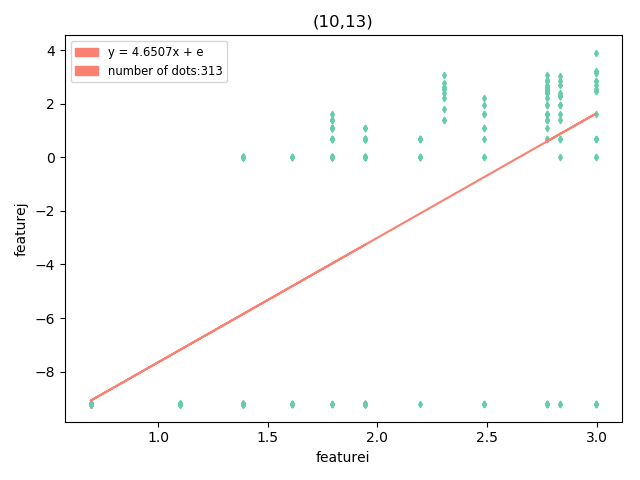 (10,13)
y = 4.6507x + e
number of dots:313
4
2
0
−2
−4
−6
−8
featurej
1.0 1.5 2.0 2.5 3.0
featurei